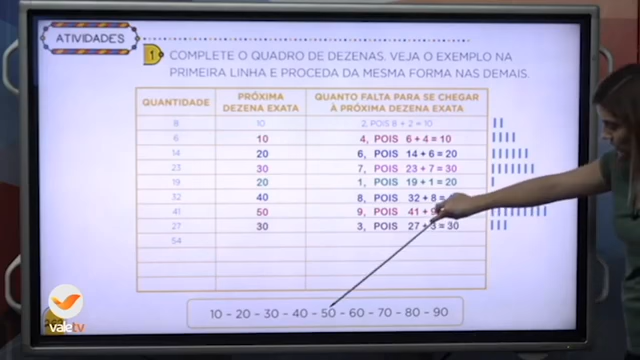 ATIVIDADES
1 COMPLETE O QUADRO DE DEZENAS. VEJA O EXEMPLO NA
PRIMEIRA LINHA E PROCEDA DA MESMA FORMA NAS DEMAIS.
QUANTIDADE PRÓXIMA DEZENA EXATA QUANTO FALTA PARA SE CHEGAR À PRÓXIMA DEZENA EXATA
8 10 2, POIS 8 + 2 = 10
6 10 4, POIS 6 + 4 = 10
14 20 6, POIS 14 + 6 = 20
23 30 7, POIS 23 + 7 = 30
19 20 1, POIS 19 + 1 = 20
32 40 8, POIS 32 + 8 =
41 50 9, POIS 41 + 9
27 30 3, POIS 27 + 3 = 30
54
10 - 20 - 30 - 40 - 50 - 60 - 70 - 80 - 90
valetv